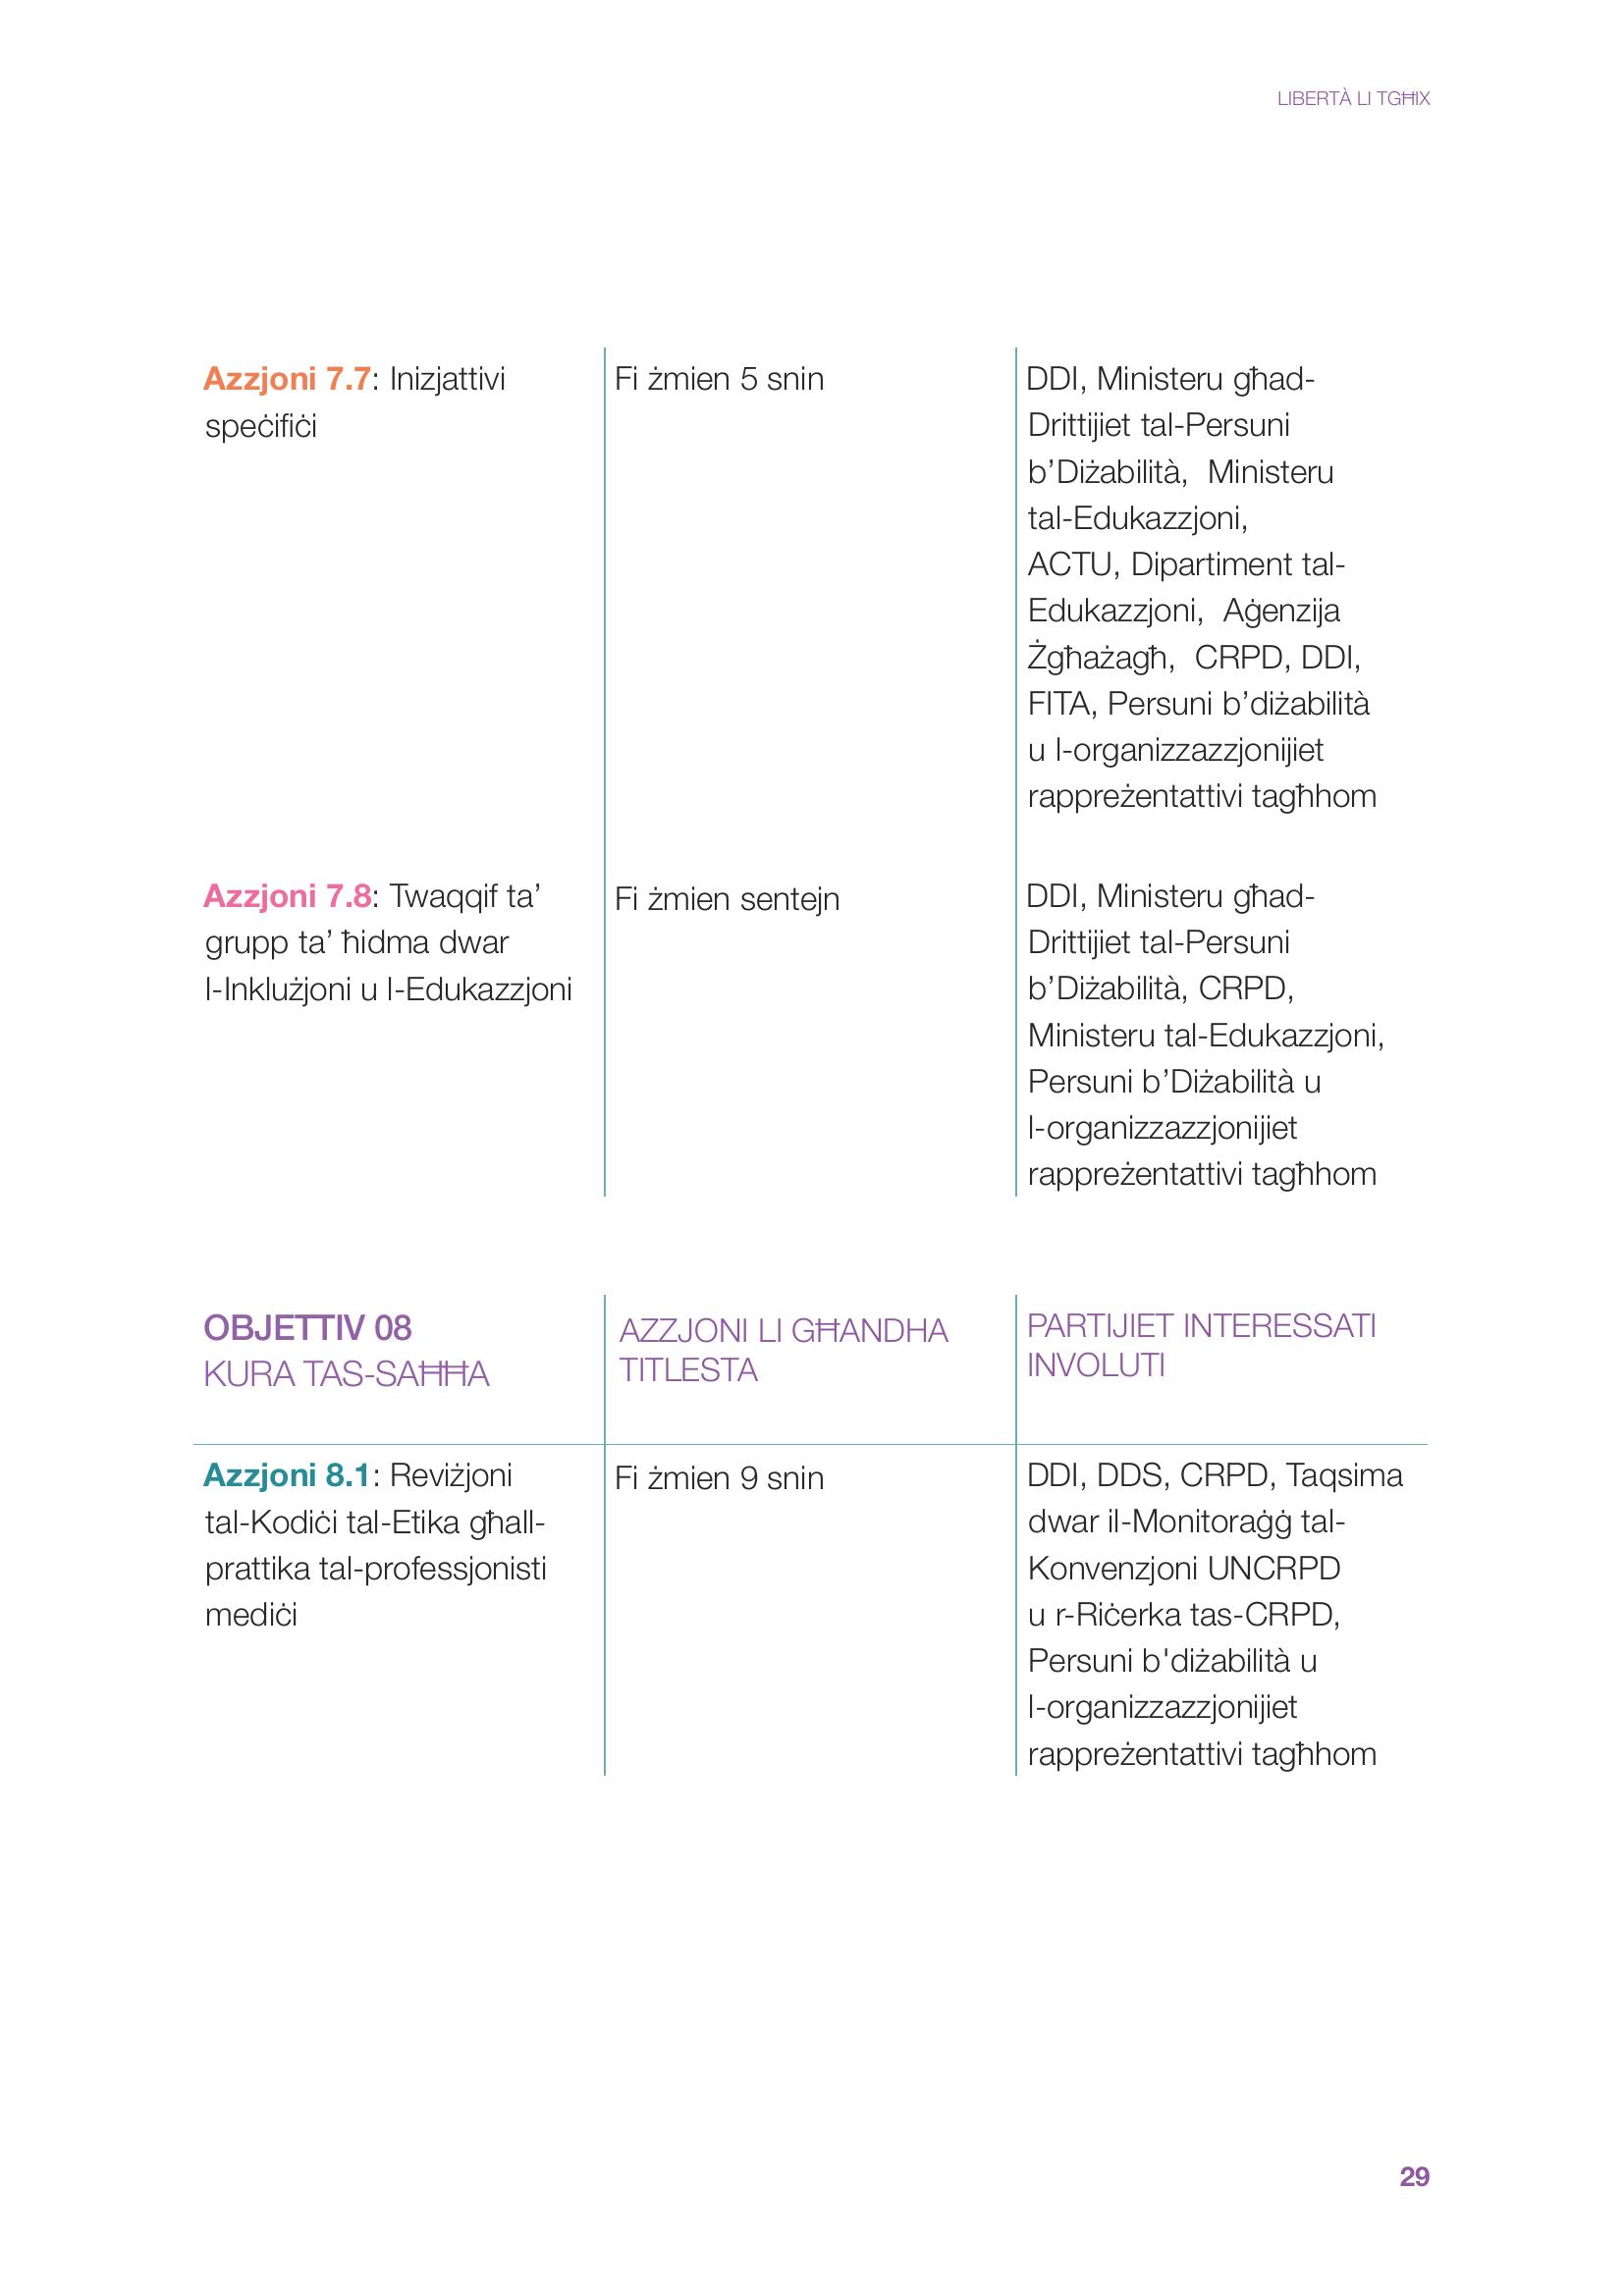 LIBERTÀ LI TGĦIX
Azzjoni 7.7: Inizjattivi
speċifiċi
Fi żmien 5 snin
DDI, Ministeru għad-
Drittijiet tal-Persuni
b’Diżabilità,  Ministeru
tal-Edukazzjoni,
ACTU, Dipartiment tal-
Edukazzjoni,  Aġenzija
Żgħażagħ,  CRPD, DDI,
FITA, Persuni b’diżabilità
u l-organizzazzjonijiet
rappreżentattivi tagħhom
Azzjoni 7.8: Twaqqif ta’
grupp ta’ ħidma dwar
l-Inklużjoni u l-Edukazzjoni
Fi żmien sentejn
DDI, Ministeru għad-
Drittijiet tal-Persuni
b’Diżabilità, CRPD,
Ministeru tal-Edukazzjoni,
Persuni b’Diżabilità u
l-organizzazzjonijiet
rappreżentattivi tagħhom
OBJETTIV 08
KURA TAS-SAĦĦA
AZZJONI LI GĦANDHA
TITLESTA
PARTIJIET INTERESSATI
INVOLUTI
Azzjoni 8.1: Reviżjoni
tal-Kodiċi tal-Etika għall-
prattika tal-professjonisti
mediċi
Fi żmien 9 snin
DDI, DDS, CRPD, Taqsima
dwar il-Monitoraġġ tal-
Konvenzjoni UNCRPD
u r-Riċerka tas-CRPD,
Persuni b'diżabilità u
l-organizzazzjonijiet
rappreżentattivi tagħhom
29